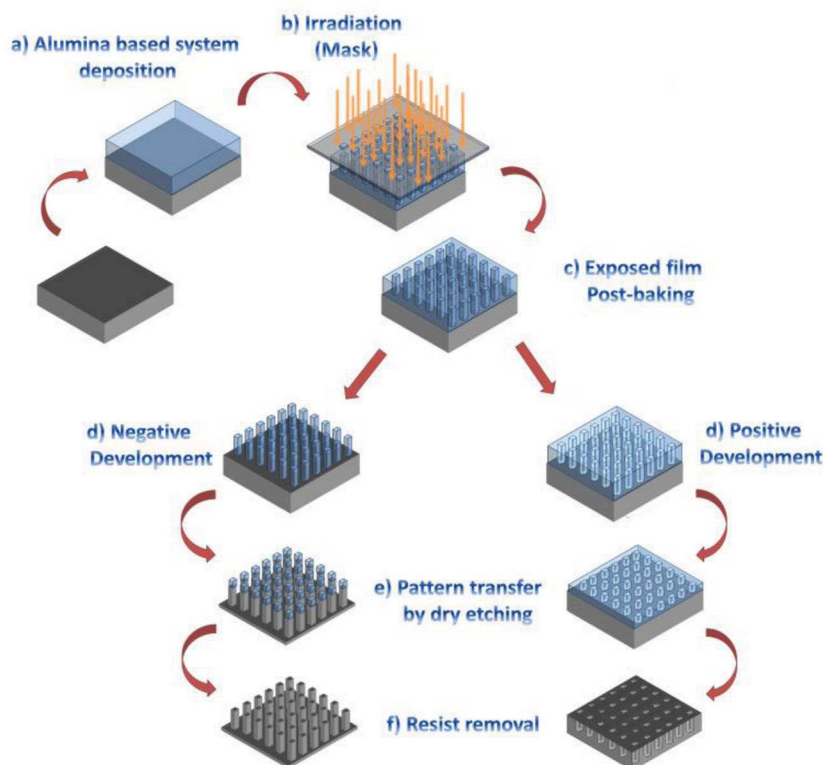 a) Alumina based system
deposition
b) Irradiation
(Mask)
c) Exposed film
Post-baking
d) Negative
Development
d) Positive
Development
e) Pattern transfer
by dry etching
f) Resist removal